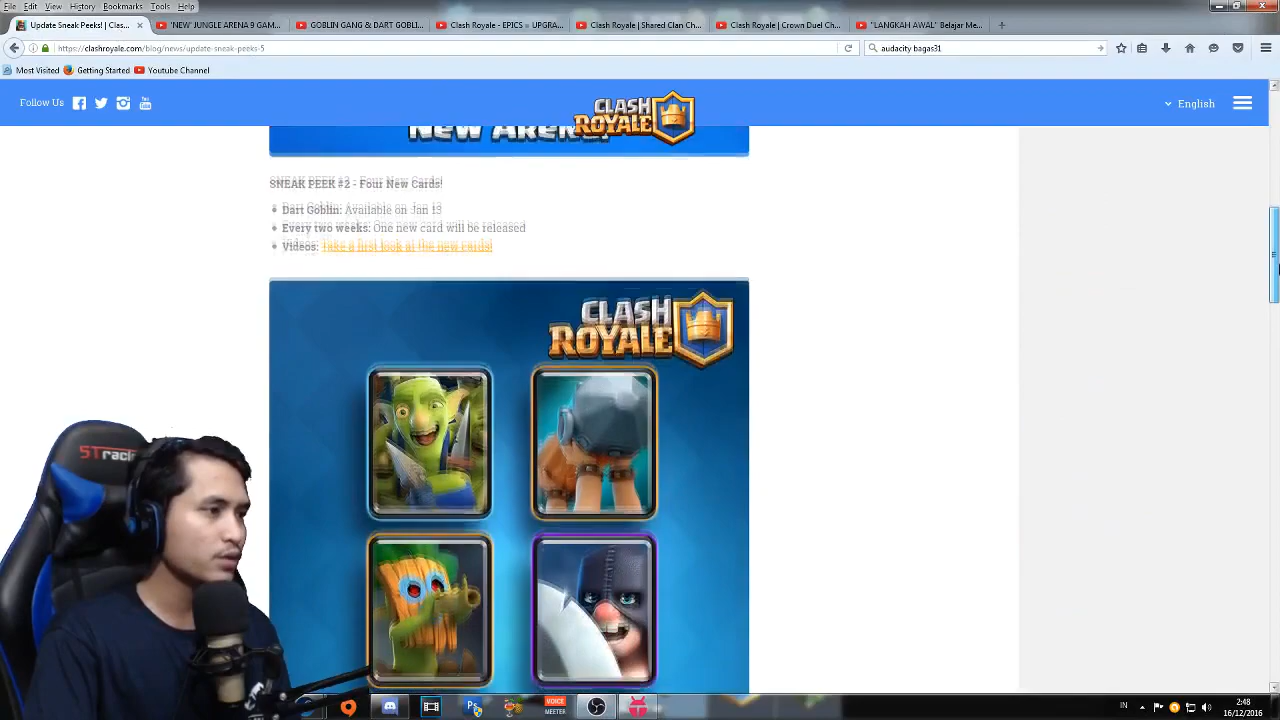 File Edit View History Bookmarks Tools Help
Update Sneak Peeks! | Clas...
'NEW JUNGLE ARENA 9 GAM...
GOBLIN GANG & DART GOBLI...
Clash Royale - EPICS = UPGRA...
Clash Royale | Shared Clan Ch...
Clash Royale | Crown Duel Ch...
"LANGKAH AWAL" Belajar Me...
https://clashroyale.com/blog/news/update-sneak-peeks-5
audacity bagas31
Most Visited Getting Started Youtube Channel
Follow Us
CLASH ROYALE
English
NEW ARENA!
SNEAK PEEK #2 - Four New Cards!
Dart Goblin: Available on Jan 13
Every two weeks: One new card will be released
Videos: Take a first look at the new cards!
CLASH ROYALE
VOICE MEETER
IN
2:48
16/12/2016